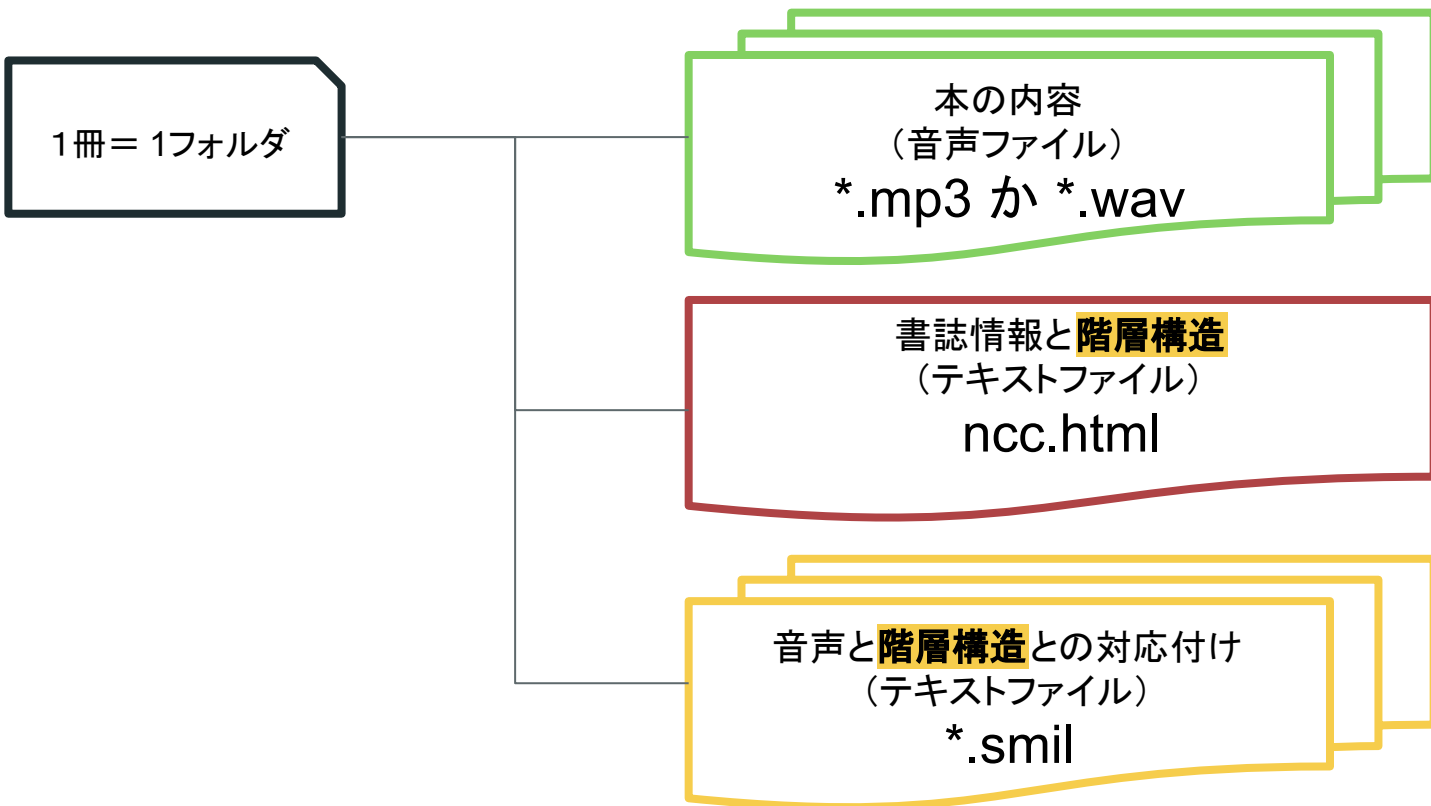 1冊＝ 1フォルダ
本の内容
（音声ファイル）
*.mp3 か *.wav
書誌情報と階層構造
（テキストファイル）
ncc.html
音声と階層構造との対応付け
（テキストファイル）
*.smil